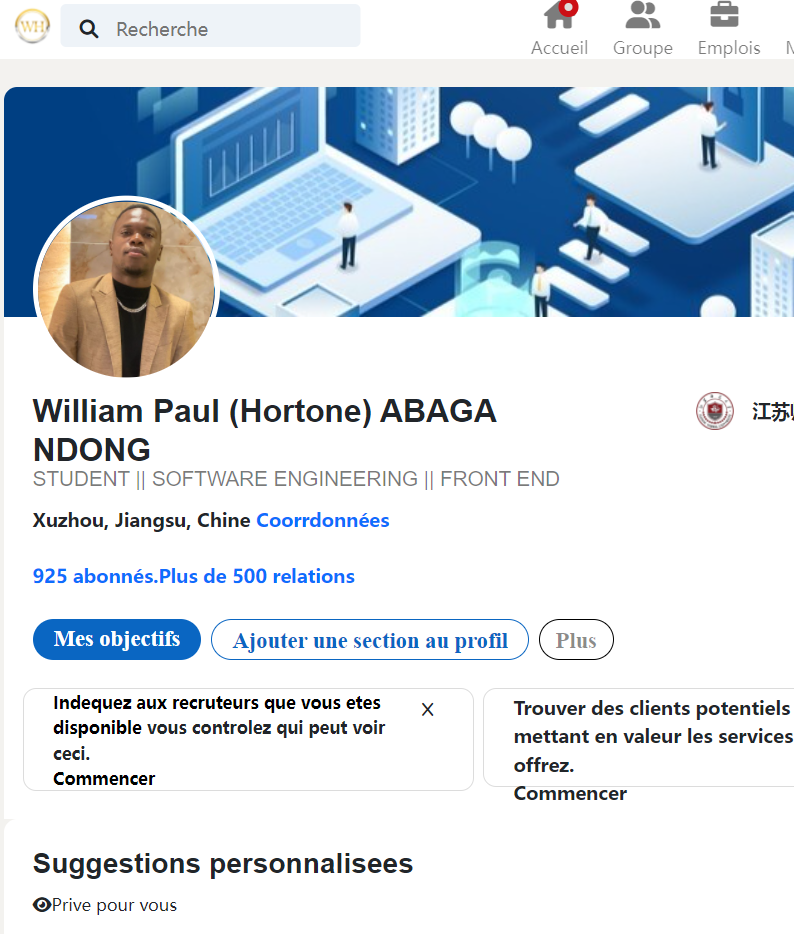 WH
Recherche
Accueil Groupe Emplois
William Paul (Hortone) ABAGA
NDONG
江苏
STUDENT || SOFTWARE ENGINEERING || FRONT END
Xuzhou, Jiangsu, Chine Coorrdonnées
925 abonnés.Plus de 500 relations
Mes objectifs
Ajouter une section au profil
Plus
Indequez aux recruteurs que vous etes
disponible vous controlez qui peut voir
ceci.
Commencer
X
Trouver des clients potentiels
mettant en valeur les services
offrez.
Commencer
Suggestions personnalisees
Prive pour vous